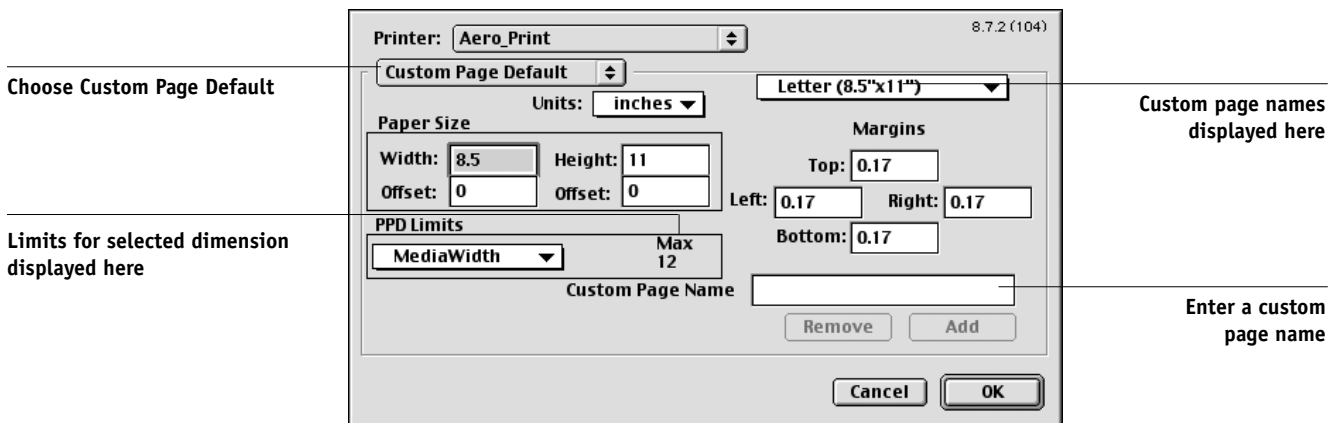 8.7.2 (104)
Printer: Aero_Print
Choose Custom Page Default
Custom Page Default
Letter (8.5"x11")
Custom page names
displayed here
Units: inches
Paper Size
Width: 8.5 Height: 11
Offset: 0 Offset: 0
Margins
Top: 0.17
Left: 0.17 Right: 0.17
Bottom: 0.17
Limits for selected dimension
displayed here
PPD Limits
MediaWidth
Max
12
Custom Page Name
Enter a custom
page name
Remove Add
Cancel OK